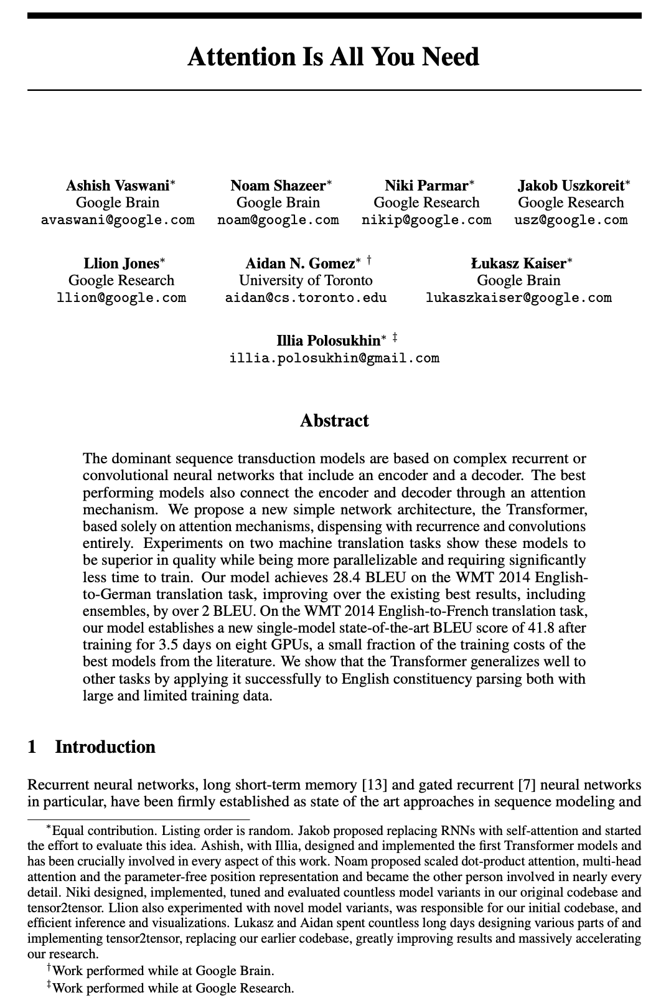 Attention Is All You Need
Ashish Vaswani* Noam Shazeer* Niki Parmar* Jakob Uszkoreit*
Google Brain Google Brain Google Research Google Research
avaswani@google.com noam@google.com nikip@google.com usz@google.com
Llion Jones* Aidan N. Gomez* † Łukasz Kaiser*
Google Research University of Toronto Google Brain
llion@google.com aidan@cs.toronto.edu lukaszkaiser@google.com
Illia Polosukhin* ‡
illia.polosukhin@gmail.com
Abstract
The dominant sequence transduction models are based on complex recurrent or
convolutional neural networks that include an encoder and a decoder. The best
performing models also connect the encoder and decoder through an attention
mechanism. We propose a new simple network architecture, the Transformer,
based solely on attention mechanisms, dispensing with recurrence and convolutions
entirely. Experiments on two machine translation tasks show these models to
be superior in quality while being more parallelizable and requiring significantly
less time to train. Our model achieves 28.4 BLEU on the WMT 2014 English-
to-German translation task, improving over the existing best results, including
ensembles, by over 2 BLEU. On the WMT 2014 English-to-French translation task,
our model establishes a new single-model state-of-the-art BLEU score of 41.8 after
training for 3.5 days on eight GPUs, a small fraction of the training costs of the
best models from the literature. We show that the Transformer generalizes well to
other tasks by applying it successfully to English constituency parsing both with
large and limited training data.
1 Introduction
Recurrent neural networks, long short-term memory [13] and gated recurrent [7] neural networks
in particular, have been firmly established as state of the art approaches in sequence modeling and
*Equal contribution. Listing order is random. Jakob proposed replacing RNNs with self-attention and started
the effort to evaluate this idea. Ashish, with Illia, designed and implemented the first Transformer models and
has been crucially involved in every aspect of this work. Noam proposed scaled dot-product attention, multi-head
attention and the parameter-free position representation and became the other person involved in nearly every
detail. Niki designed, implemented, tuned and evaluated countless model variants in our original codebase and
tensor2tensor. Llion also experimented with novel model variants, was responsible for our initial codebase, and
efficient inference and visualizations. Lukasz and Aidan spent countless long days designing various parts of and
implementing tensor2tensor, replacing our earlier codebase, greatly improving results and massively accelerating
our research.
†Work performed while at Google Brain.
‡Work performed while at Google Research.